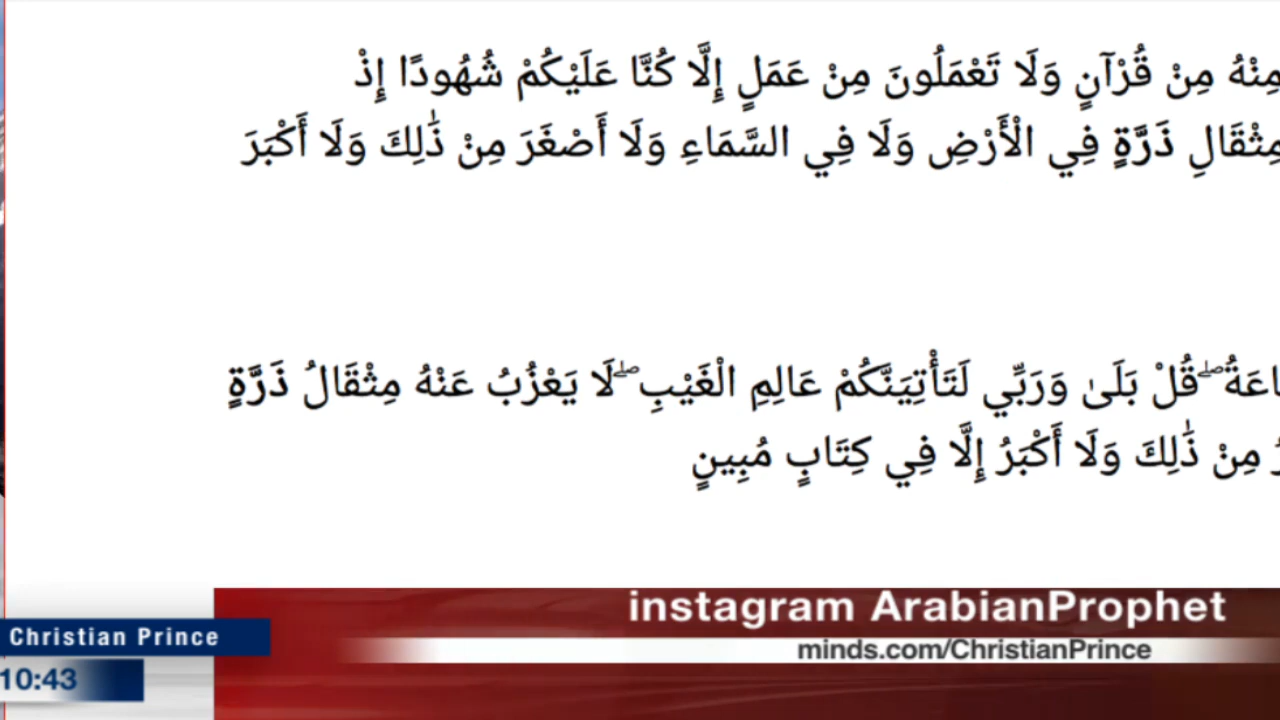 مِنْهُ مِنْ قُرْآنٍ وَلَا تَعْمَلُونَ مِنْ عَمَلٍ إِلَّا كُنَّا عَلَيْكُمْ شُهُودًا إِذْ
مِثْقَالِ ذَرَّةٍ فِي الْأَرْضِ وَلَا فِي السَّمَاءِ وَلَا أَصْغَرَ مِنْ ذَٰلِكَ وَلَا أَكْبَرَ
اعَةُ ۖ قُلْ بَلَىٰ وَرَبِّي لَتَأْتِيَنَّكُمْ عَالِمِ الْغَيْبِ ۖ لَا يَعْزُبُ عَنْهُ مِثْقَالُ ذَرَّةٍ
رُ مِنْ ذَٰلِكَ وَلَا أَكْبَرُ إِلَّا فِي كِتَابٍ مُبِينٍ
instagram ArabianProphet
Christian Prince
minds.com/ChristianPrince
10:43